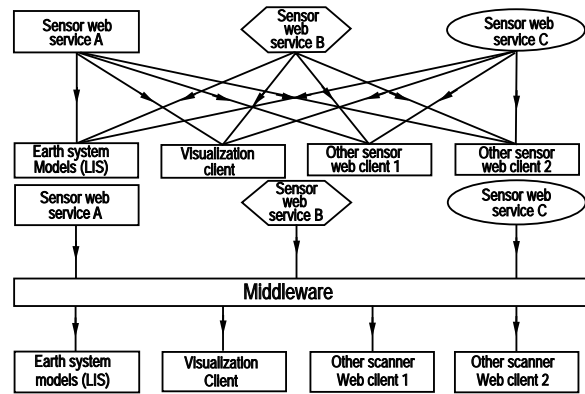 Sensor web
service A
Sensor
web
service B
Sensor web
service C
Earth system
Models (LIS)
Visualization
client
Other sensor
web client 1
Other sensor
web client 2
Sensor web
service A
Sensor
web
service B
Sensor web
service C
Middleware
Earth system
models (LIS)
Visualization
Client
Other scanner
Web client 1
Other scanner
Web client 2